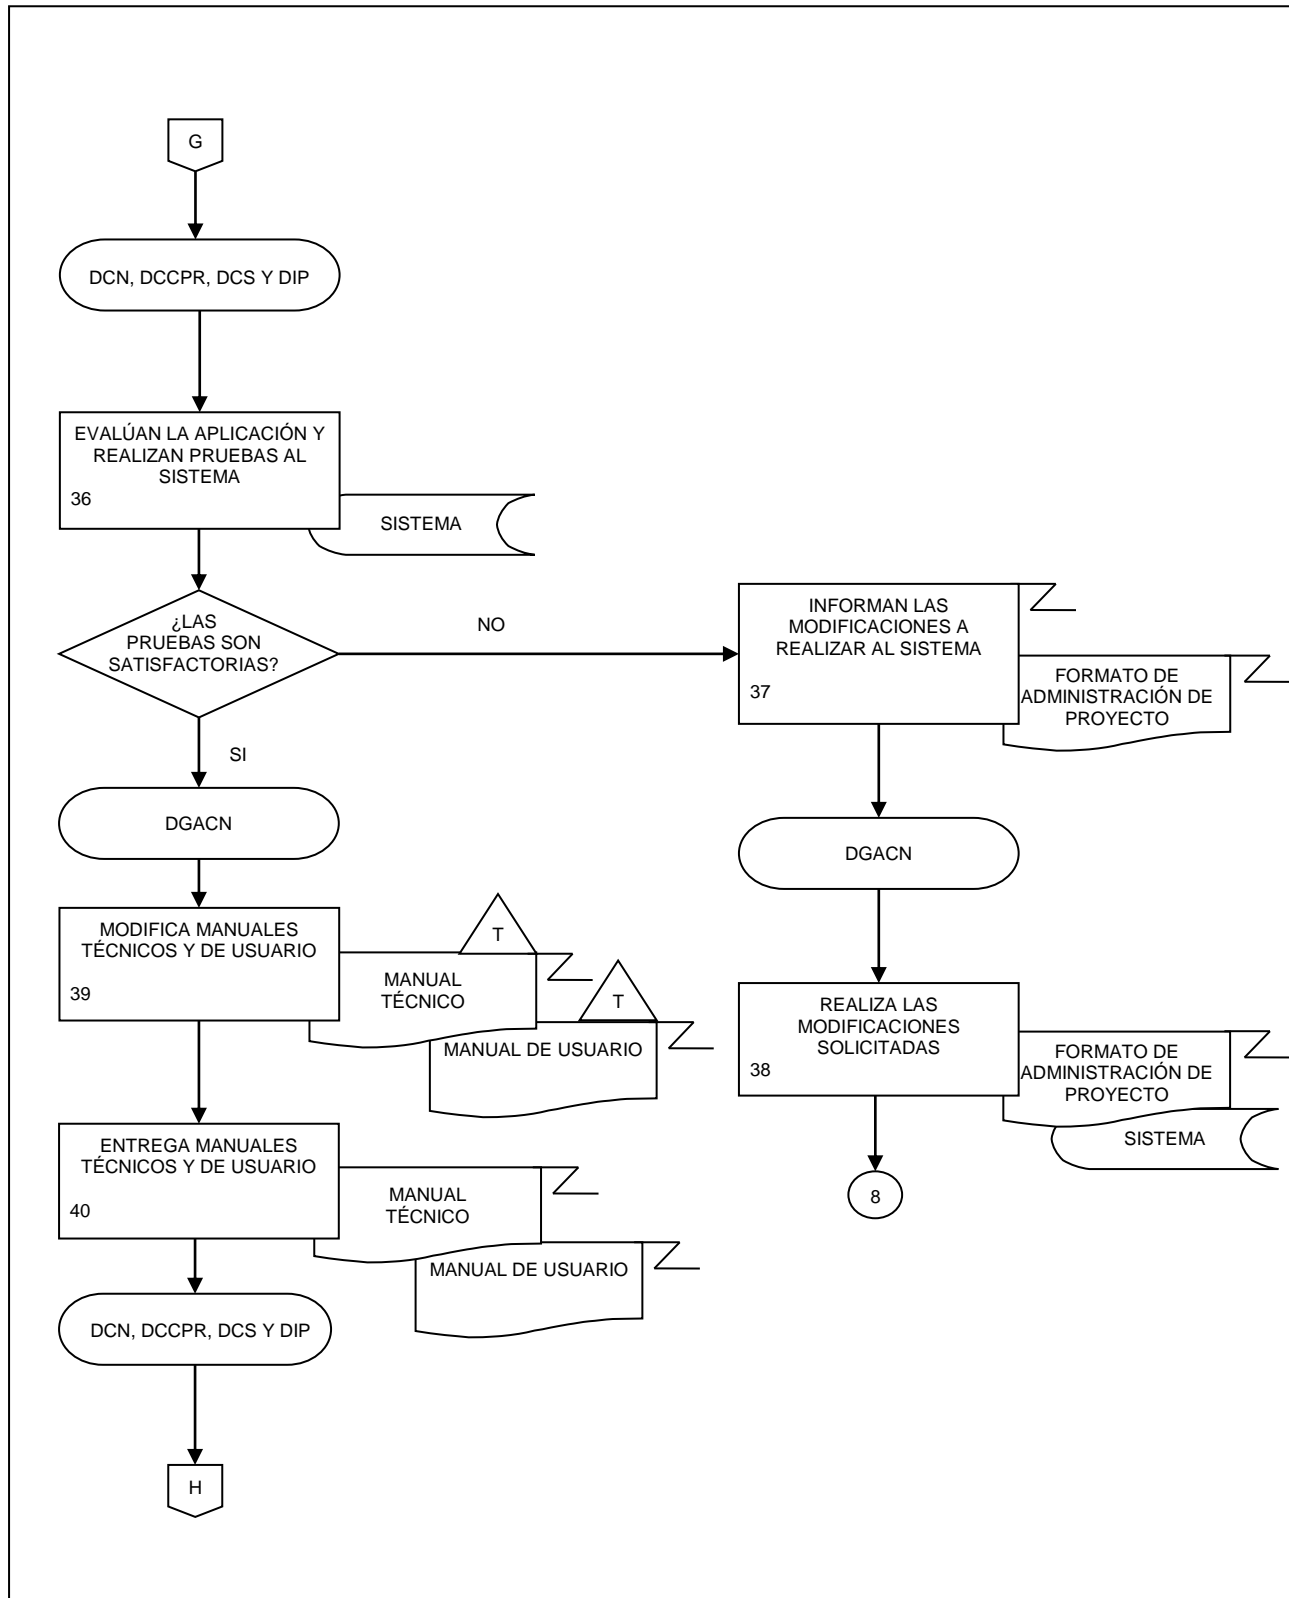 G
DCN, DCCPR, DCS Y DIP
EVALÚAN LA APLICACIÓN Y
REALIZAN PRUEBAS AL
SISTEMA
36
SISTEMA
¿LAS
PRUEBAS SON
SATISFACTORIAS?
NO
SI
INFORMAN LAS
MODIFICACIONES A
REALIZAR AL SISTEMA
37
FORMATO DE
ADMINISTRACIÓN DE
PROYECTO
DGACN
DGACN
MODIFICA MANUALES
TÉCNICOS Y DE USUARIO
39
T
MANUAL
TÉCNICO
T
MANUAL DE USUARIO
REALIZA LAS
MODIFICACIONES
SOLICITADAS
38
FORMATO DE
ADMINISTRACIÓN DE
PROYECTO
SISTEMA
8
ENTREGA MANUALES
TÉCNICOS Y DE USUARIO
40
MANUAL
TÉCNICO
MANUAL DE USUARIO
DCN, DCCPR, DCS Y DIP
H